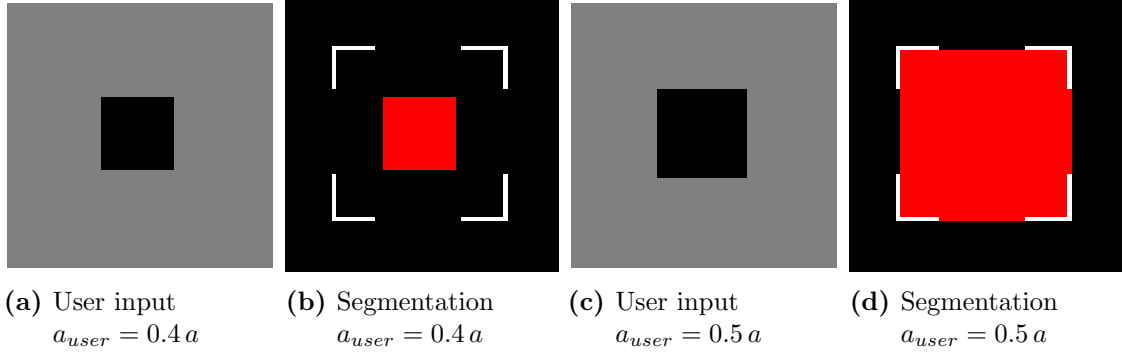 (a) User input
a_user = 0.4 a
(b) Segmentation
a_user = 0.4 a
(c) User input
a_user = 0.5 a
(d) Segmentation
a_user = 0.5 a